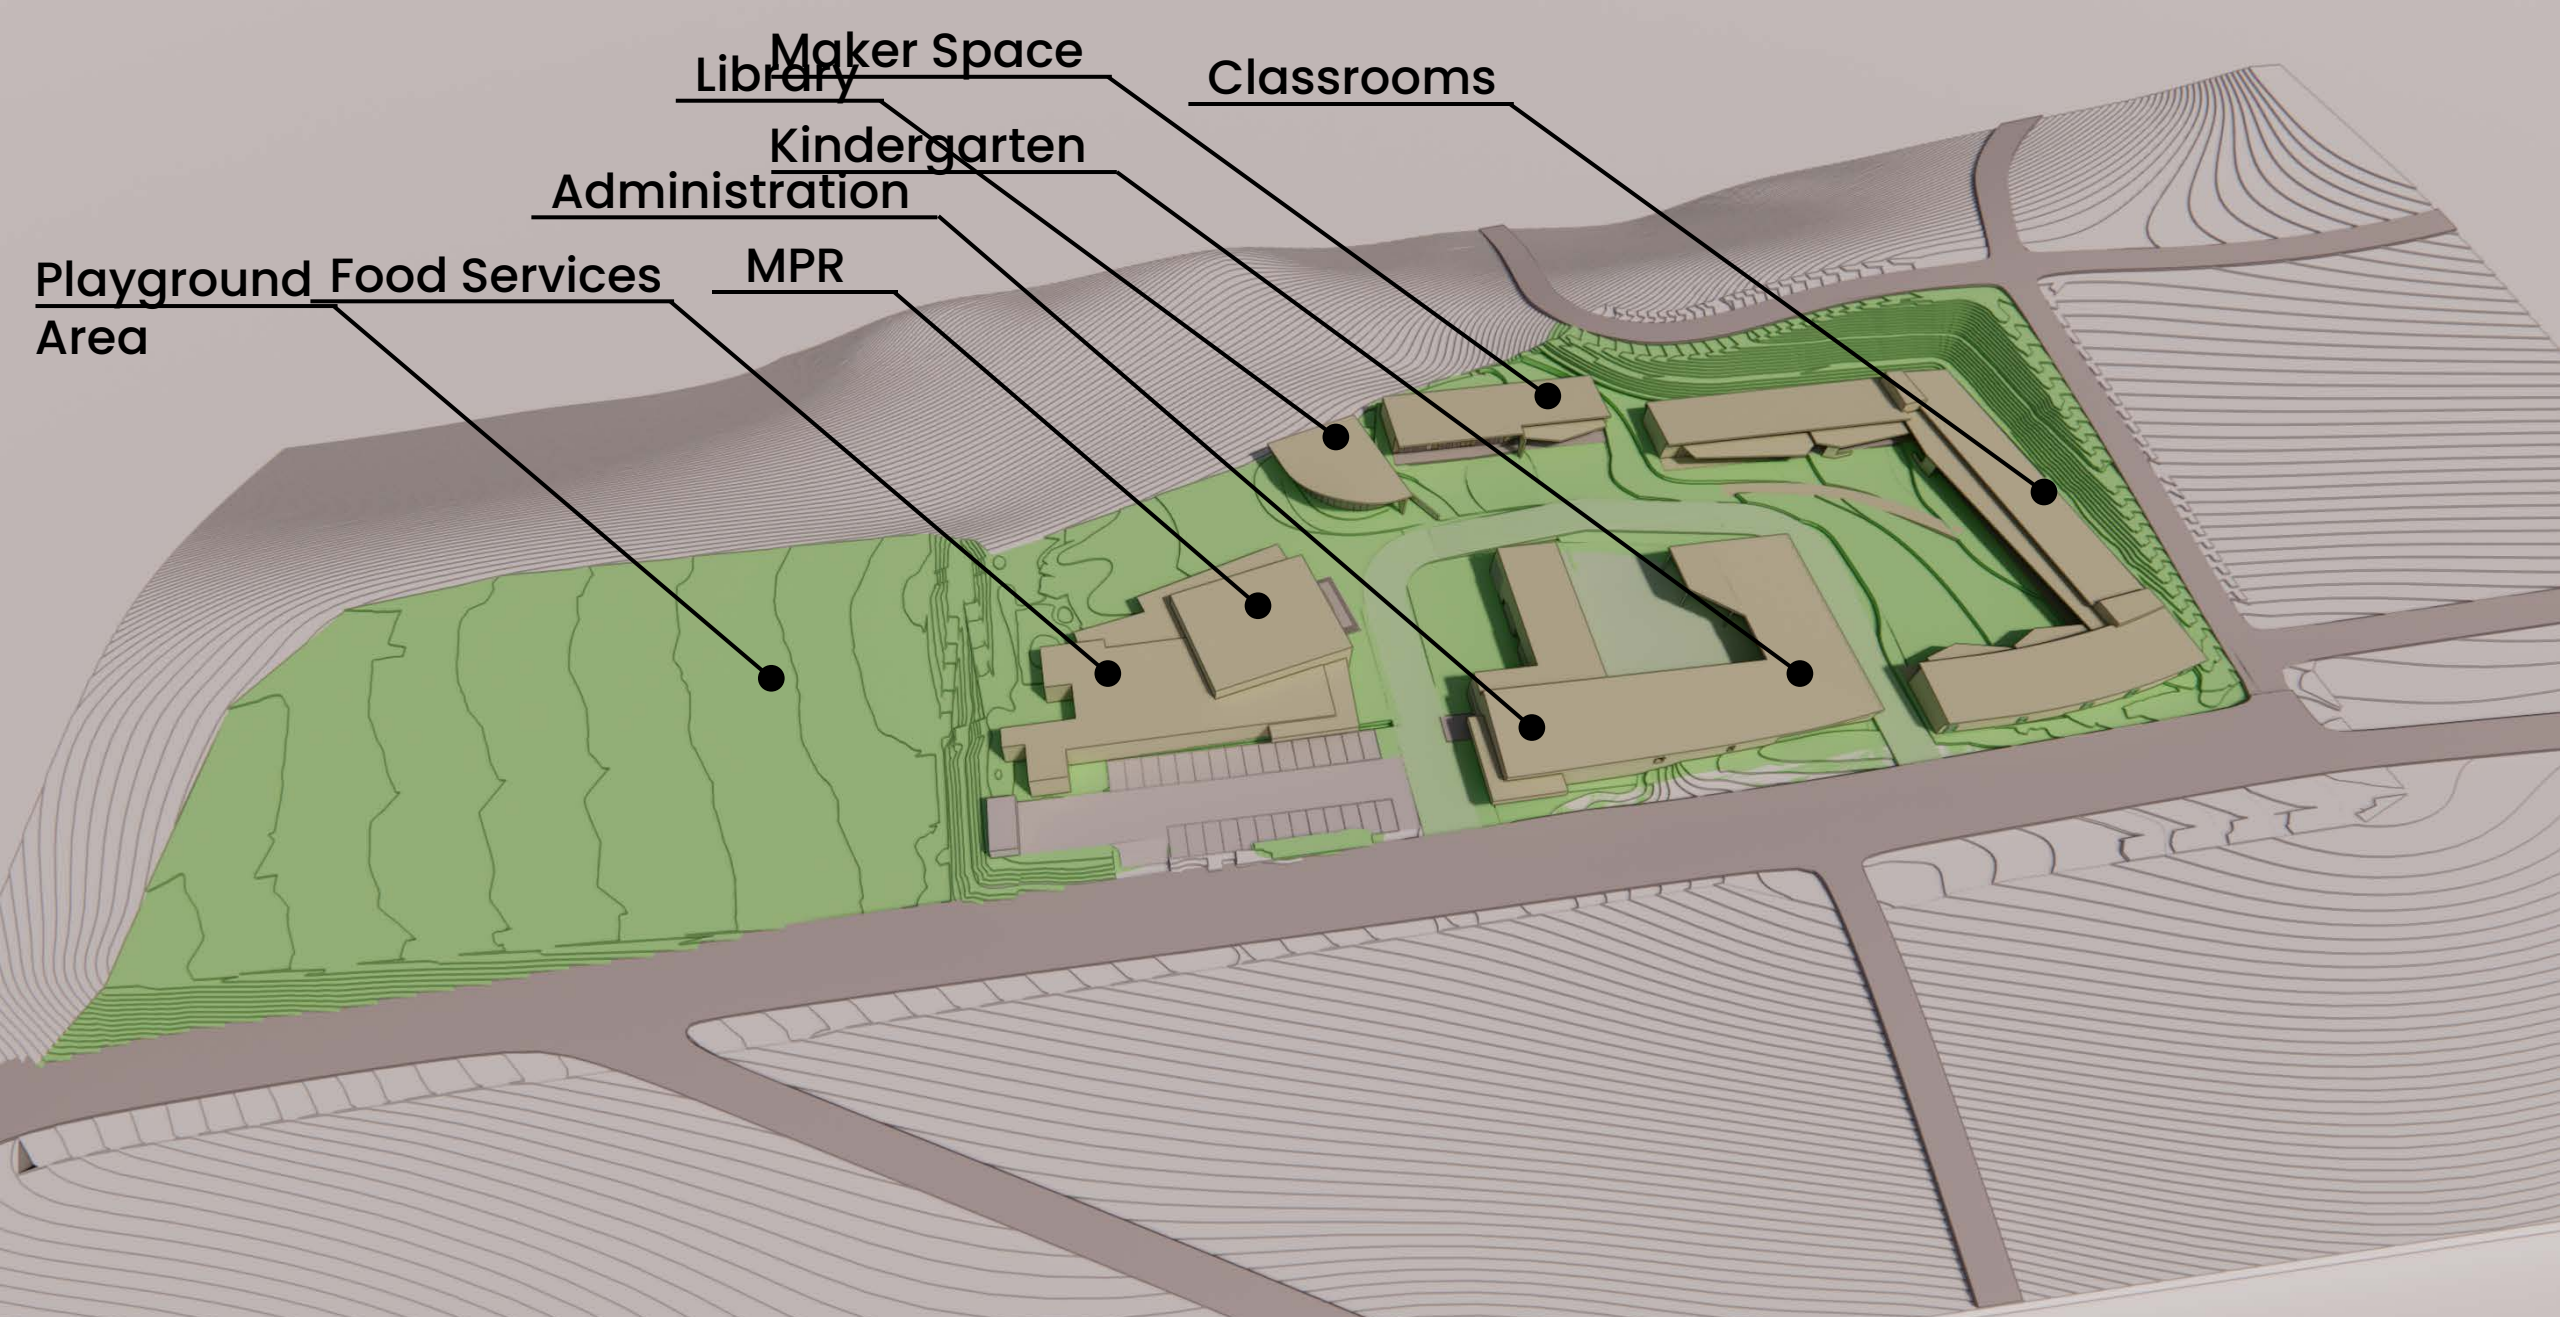 Maker Space
Library
Classrooms
Kindergarten
Administration
MPR
Playground
Area
Food Services